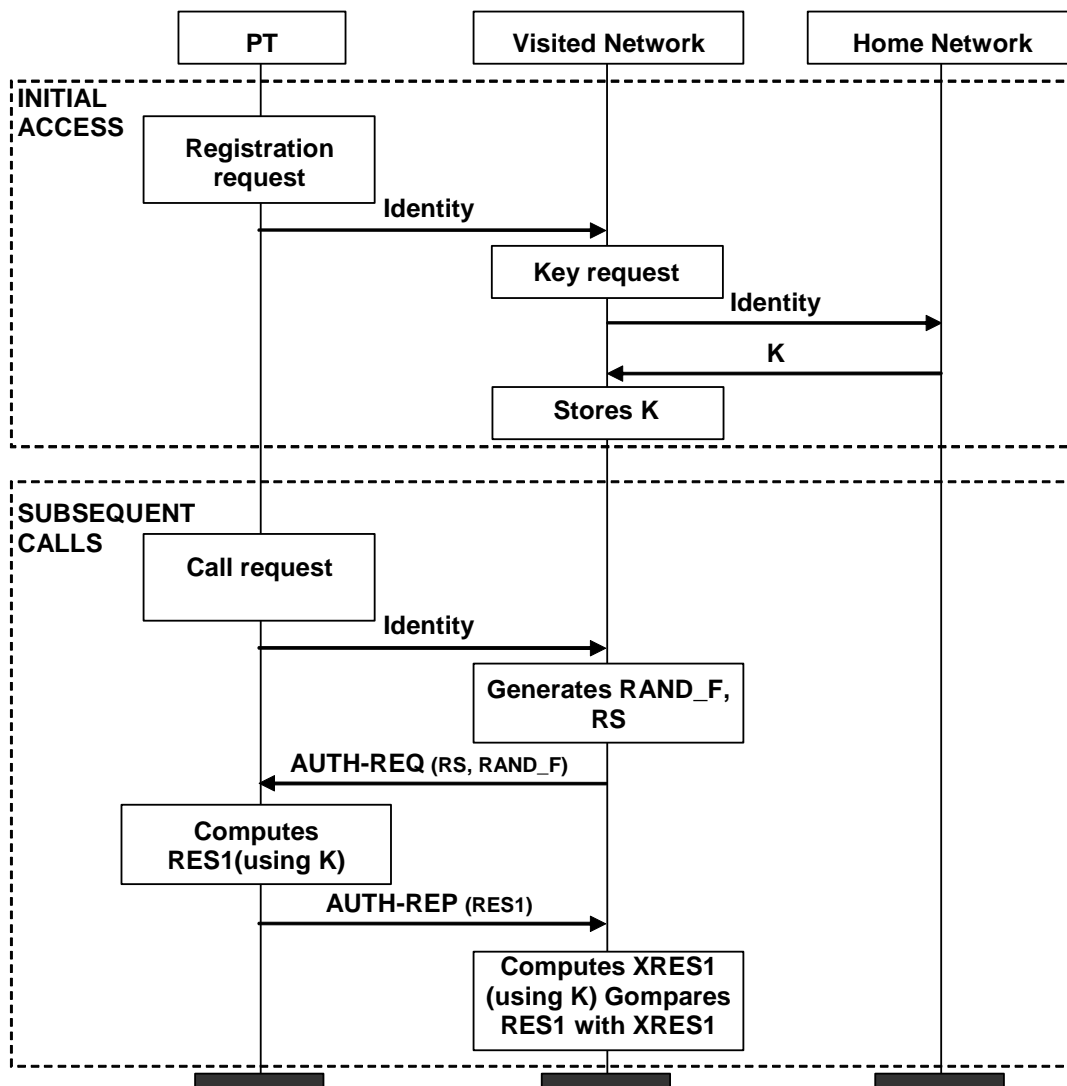 PT
Visited Network
Home Network
INITIAL
ACCESS
Registration
request
Identity
Key request
Identity
K
Stores K
SUBSEQUENT
CALLS
Call request
Identity
Generates RAND_F,
RS
AUTH-REQ (RS, RAND_F)
Computes
RES1(using K)
AUTH-REP (RES1)
Computes XRES1
(using K) Gompares
RES1 with XRES1